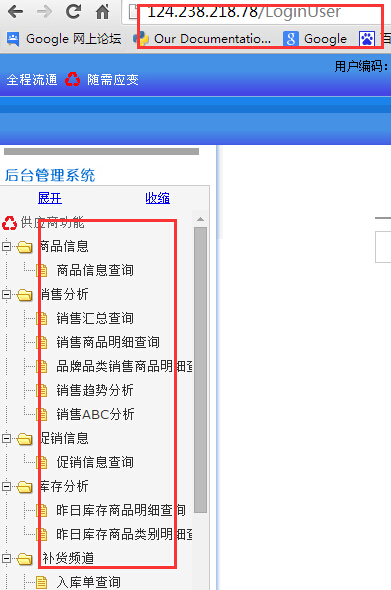 124.238.218.78/LoginUser
Google 网上论坛 Our Documentatio... Google 百
全程流通 随需应变 用户编码:
后台管理系统
展开 收缩
供应商功能
商品信息
商品信息查询
销售分析
销售汇总查询
销售商品明细查询
品牌品类销售商品明细查
销售趋势分析
销售ABC分析
促销信息
促销信息查询
库存分析
昨日库存商品明细查询
昨日库存商品类别明细查
补货频道
入库单查询